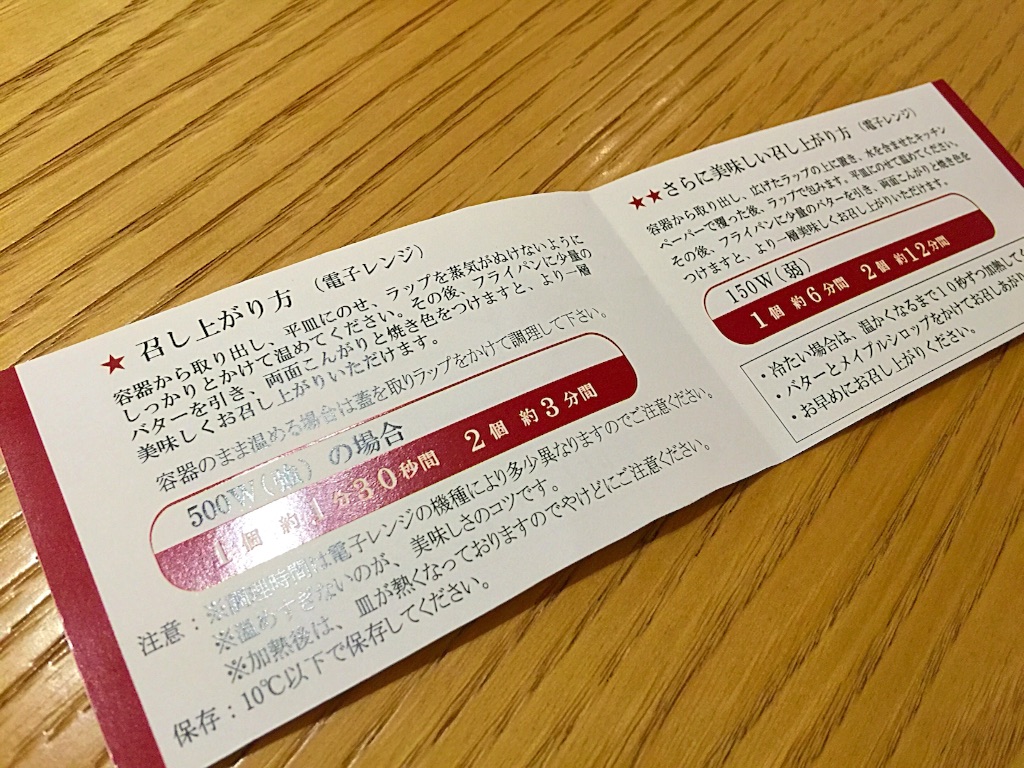 ★ 召し上がり方 （電子レンジ）
容器から取り出し、平皿にのせ、ラップを蒸気がぬけないように
しっかりとかけて温めてください。その後、フライパンに少量の
バターを引き、両面こんがりと焼き色をつけますと、より一層
美味しくお召し上がりいただけます。
容器のまま温める場合は蓋を取りラップをかけて調理して下さい。
500W（強）の場合
1個 約1分30秒間 2個 約3分間
注意：※調理時間は電子レンジの機種により多少異なりますのでご注意ください。
※温めすぎないのが、美味しさのコツです。
※加熱後は、皿が熱くなっておりますのでやけどにご注意ください。
保存：10℃以下で保存してください。
★★さらに美味しい召し上がり方 （電子レンジ）
容器から取り出し、広げたラップの上に置き、水を含ませたキッチン
ペーパーで覆った後、ラップで包みます。平皿にのせて温めてください。
その後、フライパンに少量のバターを引き、両面こんがりと焼き色を
つけますと、より一層美味しくお召し上がりいただけます。
150W（弱）
1個 約6分間 2個 約12分間
・冷たい場合は、温かくなるまで10秒ずつ加熱して
・バターとメイプルシロップをかけてお召しあがり
・お早めにお召し上がりください。